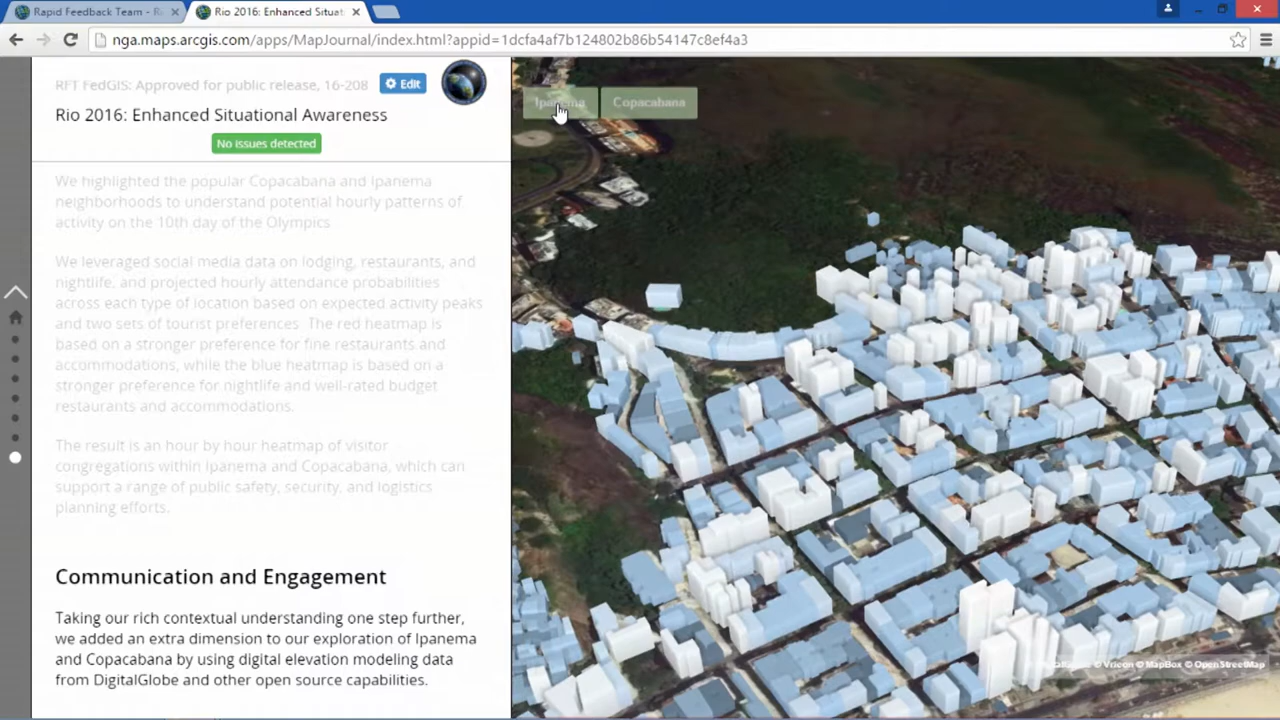 Rapid Feedback Team - R
Rio 2016: Enhanced Situat
nga.maps.arcgis.com/apps/MapJournal/index.html?appid=1dcfa4af7b124802b86b54147c8ef4a3
RFT FedGIS: Approved for public release, 16-208
Edit
Rio 2016: Enhanced Situational Awareness
No issues detected
We highlighted the popular Copacabana and Ipanema
neighborhoods to understand potential hourly patterns of
activity on the 10th day of the Olympics.
We leveraged social media data on lodging, restaurants, and
nightlife, and projected hourly attendance probabilities
across each type of location based on expected activity peaks
and two sets of tourist preferences. The red heatmap is
based on a stronger preference for fine restaurants and
accommodations, while the blue heatmap is based on a
stronger preference for nightlife and well-rated budget
restaurants and accommodations.
The result is an hour by hour heatmap of visitor
congregations within Ipanema and Copacabana, which can
support a range of public safety, security, and logistics
planning efforts.
Communication and Engagement
Taking our rich contextual understanding one step further,
we added an extra dimension to our exploration of Ipanema
and Copacabana by using digital elevation modeling data
from DigitalGlobe and other open source capabilities.
Ipanema
Copacabana
© Vricon © MapBox © OpenStreetMap